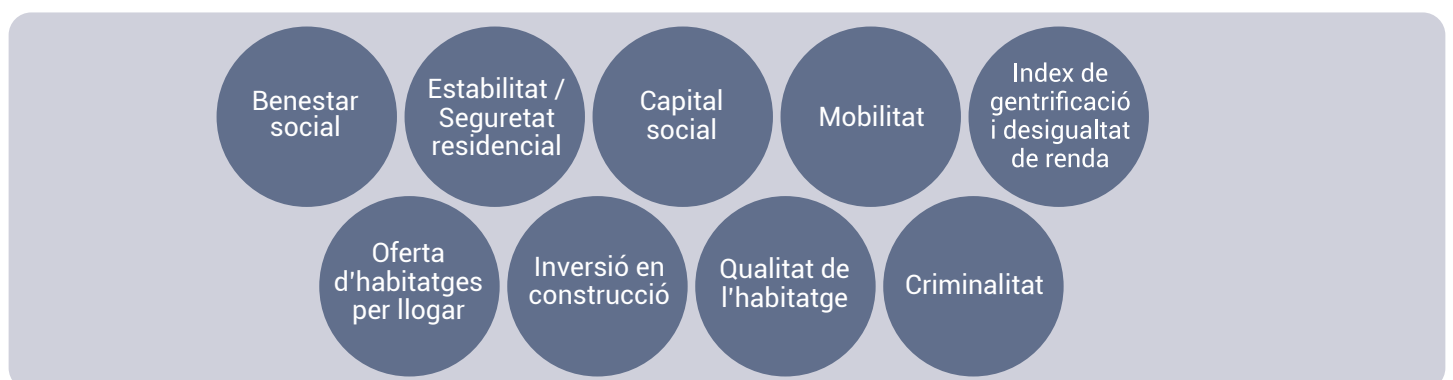 Benestar
social
Estabilitat /
Seguretat
residencial
Capital
social
Mobilitat
Index de
gentrificació
i desigualtat
de renda
Oferta
d'habitatges
per llogar
Inversió en
construcció
Qualitat de
l'habitatge
Criminalitat